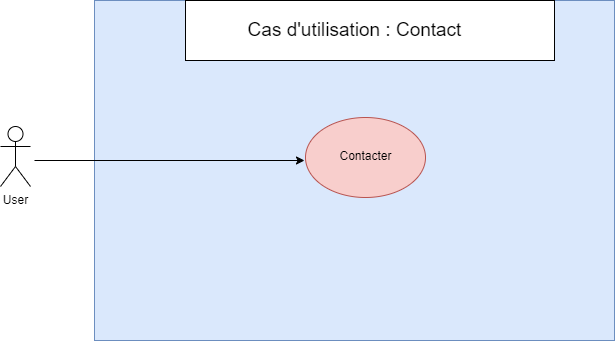 Cas d'utilisation : Contact
Contacter
User